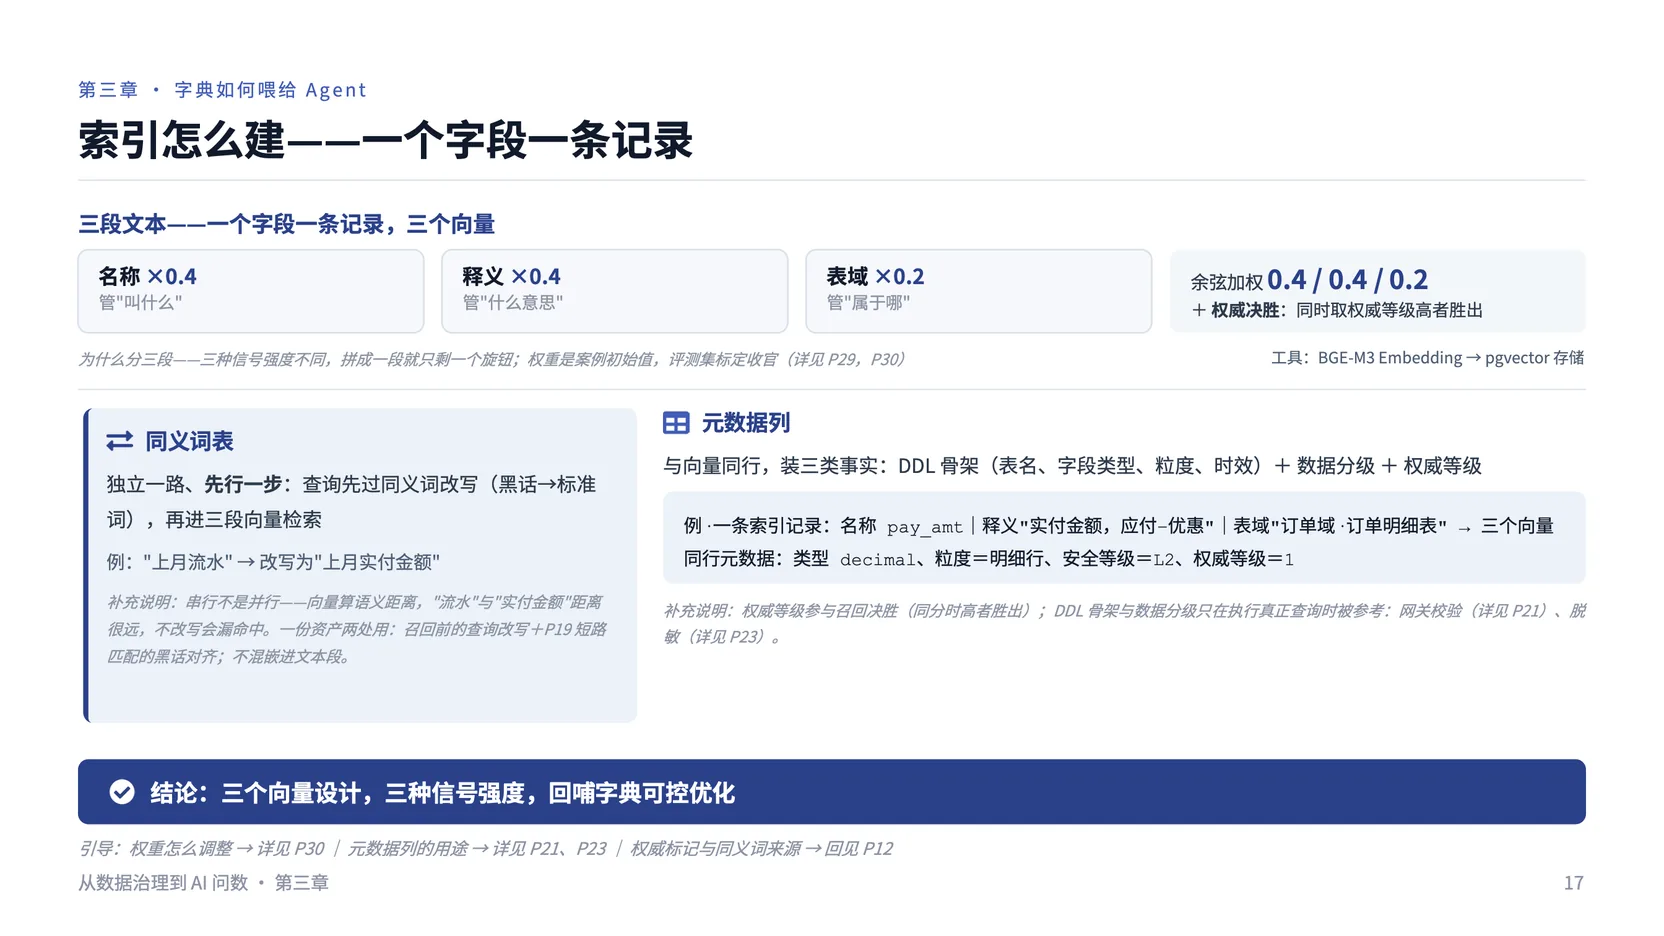 第三章 · 字典如何喂给 Agent
索引怎么建——一个字段一条记录
三段文本——一个字段一条记录，三个向量
名称 ×0.4
管"叫什么"
释义 ×0.4
管"什么意思"
表域 ×0.2
管"属于哪"
余弦加权 0.4 / 0.4 / 0.2
＋ 权威决胜：同时取权威等级高者胜出
为什么分三段——三种信号强度不同，拼成一段就只剩一个旋钮；权重是案例初始值，评测集标定收官（详见 P29，P30）
工具：BGE-M3 Embedding → pgvector 存储
同义词表
独立一路、先行一步：查询先过同义词改写（黑话→标准
词），再进三段向量检索
例："上月流水" → 改写为"上月实付金额"
补充说明：串行不是并行——向量算语义距离，"流水"与"实付金额"距离
很远，不改写会漏命中。一份资产两处用：召回前的查询改写＋P19 短路
匹配的黑话对齐；不混嵌进文本段。
元数据列
与向量同行，装三类事实：DDL 骨架（表名、字段类型、粒度、时效）＋ 数据分级 ＋ 权威等级
例 ·一条索引记录：名称 pay_amt｜释义"实付金额，应付-优惠"｜表域"订单域 ·订单明细表" → 三个向量
同行元数据：类型 decimal、粒度＝明细行、安全等级＝L2、权威等级＝1
补充说明：权威等级参与召回决胜（同分时高者胜出）；DDL 骨架与数据分级只在执行真正查询时被参考：网关校验（详见 P21）、脱
敏（详见 P23）。
结论：三个向量设计，三种信号强度，回哺字典可控优化
引导：权重怎么调整 → 详见 P30 ｜ 元数据列的用途 → 详见 P21、P23 ｜ 权威标记与同义词来源 → 回见 P12
从数据治理到 AI 问数 · 第三章
17